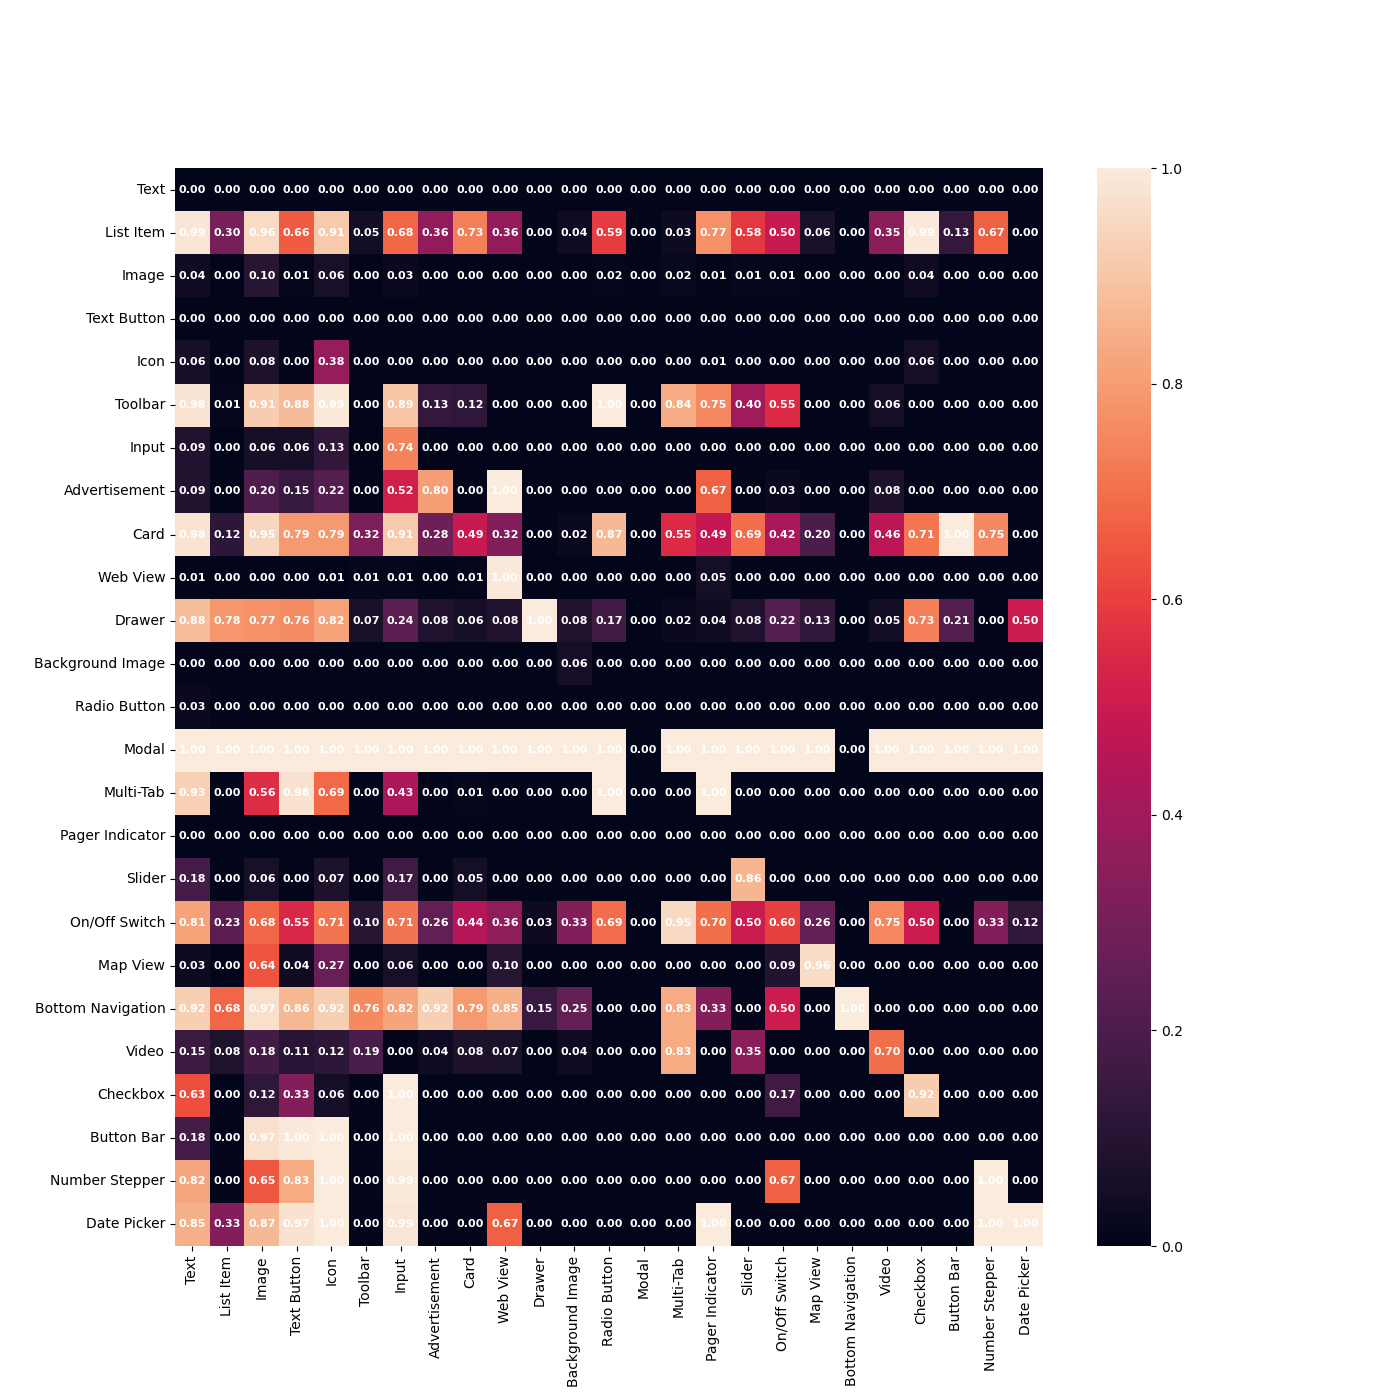 Text 0.00 0.00 0.00 0.00 0.00 0.00 0.00 0.00 0.00 0.00 0.00 0.00 0.00 0.00 0.00 0.00 0.00 0.00 0.00 0.00 0.00 0.00 0.00 0.00 0.00 1.0
List Item 0.99 0.30 0.96 0.66 0.91 0.05 0.68 0.36 0.73 0.36 0.00 0.04 0.59 0.00 0.03 0.77 0.58 0.50 0.06 0.00 0.35 0.99 0.13 0.67 0.00
Image 0.04 0.00 0.10 0.01 0.06 0.00 0.03 0.00 0.00 0.00 0.00 0.00 0.02 0.00 0.02 0.01 0.01 0.01 0.00 0.00 0.00 0.04 0.00 0.00 0.00
Text Button 0.00 0.00 0.00 0.00 0.00 0.00 0.00 0.00 0.00 0.00 0.00 0.00 0.00 0.00 0.00 0.00 0.00 0.00 0.00 0.00 0.00 0.00 0.00 0.00 0.00
Icon 0.06 0.00 0.08 0.00 0.38 0.00 0.00 0.00 0.00 0.00 0.00 0.00 0.00 0.00 0.00 0.01 0.00 0.00 0.00 0.00 0.00 0.06 0.00 0.00 0.00
0.8
Toolbar 0.98 0.01 0.91 0.88 0.99 0.00 0.89 0.13 0.12 0.00 0.00 0.00 1.00 0.00 0.84 0.75 0.40 0.55 0.00 0.00 0.06 0.00 0.00 0.00 0.00
Input 0.09 0.00 0.06 0.06 0.13 0.00 0.74 0.00 0.00 0.00 0.00 0.00 0.00 0.00 0.00 0.00 0.00 0.00 0.00 0.00 0.00 0.00 0.00 0.00 0.00
Advertisement 0.09 0.00 0.20 0.15 0.22 0.00 0.52 0.80 0.00 1.00 0.00 0.00 0.00 0.00 0.00 0.67 0.00 0.03 0.00 0.00 0.08 0.00 0.00 0.00 0.00
Card 0.98 0.12 0.95 0.79 0.79 0.32 0.91 0.28 0.49 0.32 0.00 0.02 0.87 0.00 0.55 0.49 0.69 0.42 0.20 0.00 0.46 0.71 1.00 0.75 0.00
Web View 0.01 0.00 0.00 0.00 0.01 0.01 0.01 0.00 0.01 1.00 0.00 0.00 0.00 0.00 0.00 0.05 0.00 0.00 0.00 0.00 0.00 0.00 0.00 0.00 0.00
0.6
Drawer 0.88 0.78 0.77 0.76 0.82 0.07 0.24 0.08 0.06 0.08 1.00 0.08 0.17 0.00 0.02 0.04 0.08 0.22 0.13 0.00 0.05 0.73 0.21 0.00 0.50
Background Image 0.00 0.00 0.00 0.00 0.00 0.00 0.00 0.00 0.00 0.00 0.00 0.06 0.00 0.00 0.00 0.00 0.00 0.00 0.00 0.00 0.00 0.00 0.00 0.00 0.00
Radio Button 0.03 0.00 0.00 0.00 0.00 0.00 0.00 0.00 0.00 0.00 0.00 0.00 0.00 0.00 0.00 0.00 0.00 0.00 0.00 0.00 0.00 0.00 0.00 0.00 0.00
Modal 1.00 1.00 1.00 1.00 1.00 1.00 1.00 1.00 1.00 1.00 1.00 1.00 1.00 0.00 1.00 1.00 1.00 1.00 1.00 0.00 1.00 1.00 1.00 1.00 1.00
Multi-Tab 0.93 0.00 0.56 0.98 0.69 0.00 0.43 0.00 0.01 0.00 0.00 0.00 1.00 0.00 0.00 1.00 0.00 0.00 0.00 0.00 0.00 0.00 0.00 0.00 0.00
0.4
Pager Indicator 0.00 0.00 0.00 0.00 0.00 0.00 0.00 0.00 0.00 0.00 0.00 0.00 0.00 0.00 0.00 0.00 0.00 0.00 0.00 0.00 0.00 0.00 0.00 0.00 0.00
Slider 0.18 0.00 0.06 0.00 0.07 0.00 0.17 0.00 0.05 0.00 0.00 0.00 0.00 0.00 0.00 0.00 0.86 0.00 0.00 0.00 0.00 0.00 0.00 0.00 0.00
On/Off Switch 0.81 0.23 0.68 0.55 0.71 0.10 0.71 0.26 0.44 0.36 0.03 0.33 0.69 0.00 0.95 0.70 0.50 0.60 0.26 0.00 0.75 0.50 0.00 0.33 0.12
Map View 0.03 0.00 0.64 0.04 0.27 0.00 0.06 0.00 0.00 0.10 0.00 0.00 0.00 0.00 0.00 0.00 0.00 0.09 0.96 0.00 0.00 0.00 0.00 0.00 0.00
Bottom Navigation 0.92 0.68 0.97 0.86 0.92 0.76 0.82 0.92 0.79 0.85 0.15 0.25 0.00 0.00 0.83 0.33 0.00 0.50 0.00 1.00 0.00 0.00 0.00 0.00 0.00
0.2
Video 0.15 0.08 0.18 0.11 0.12 0.19 0.00 0.04 0.08 0.07 0.00 0.04 0.00 0.00 0.83 0.00 0.35 0.00 0.00 0.00 0.70 0.00 0.00 0.00 0.00
Checkbox 0.63 0.00 0.12 0.33 0.06 0.00 1.00 0.00 0.00 0.00 0.00 0.00 0.00 0.00 0.00 0.00 0.00 0.17 0.00 0.00 0.00 0.92 0.00 0.00 0.00
Button Bar 0.18 0.00 0.97 1.00 1.00 0.00 1.00 0.00 0.00 0.00 0.00 0.00 0.00 0.00 0.00 0.00 0.00 0.00 0.00 0.00 0.00 0.00 0.00 0.00 0.00
Number Stepper 0.82 0.00 0.65 0.83 1.00 0.00 0.99 0.00 0.00 0.00 0.00 0.00 0.00 0.00 0.00 0.00 0.00 0.67 0.00 0.00 0.00 0.00 0.00 1.00 0.00
Date Picker 0.85 0.33 0.87 0.97 1.00 0.00 0.99 0.00 0.00 0.67 0.00 0.00 0.00 0.00 0.00 1.00 0.00 0.00 0.00 0.00 0.00 0.00 0.00 1.00 1.00
0.0
Text
List Item
Image
Text Button
Icon
Toolbar
Input
Advertisement
Card
Web View
Drawer
Background Image
Radio Button
Modal
Multi-Tab
Pager Indicator
Slider
On/Off Switch
Map View
Bottom Navigation
Video
Checkbox
Button Bar
Number Stepper
Date Picker